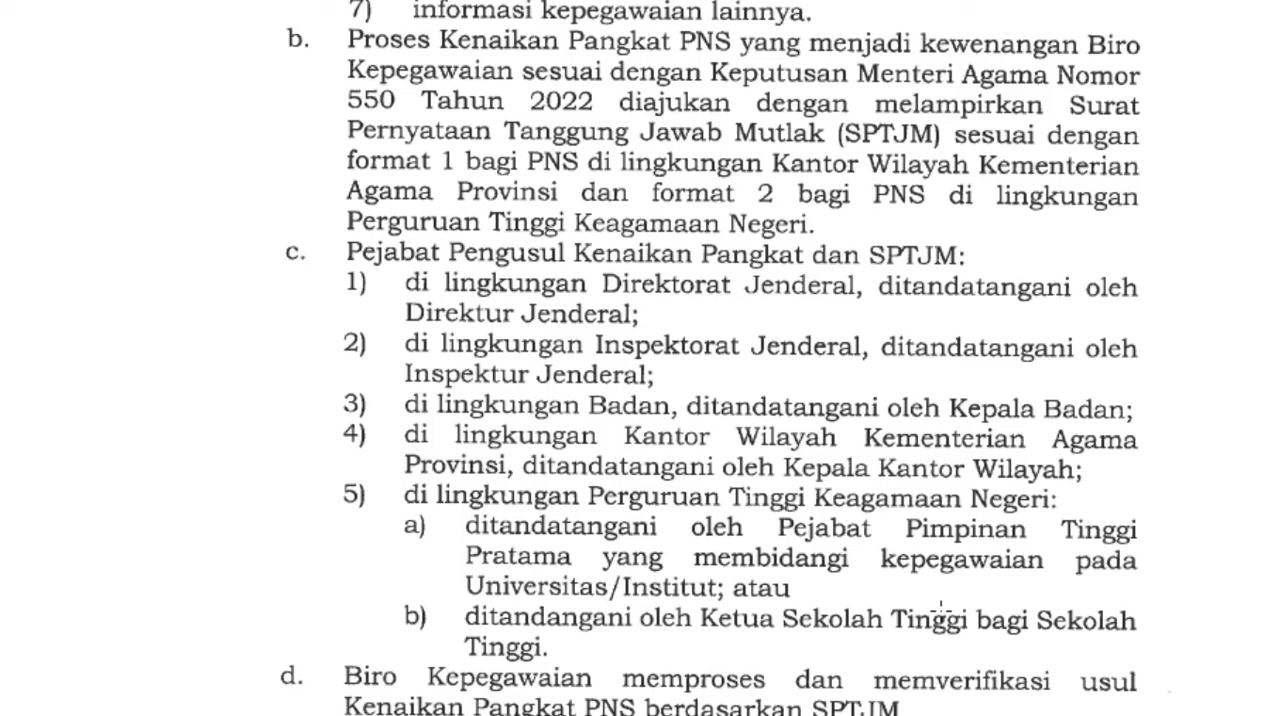 7) informasi kepegawaian lainnya.
b. Proses Kenaikan Pangkat PNS yang menjadi kewenangan Biro
Kepegawaian sesuai dengan Keputusan Menteri Agama Nomor
550 Tahun 2022 diajukan dengan melampirkan Surat
Pernyataan Tanggung Jawab Mutlak (SPTJM) sesuai dengan
format 1 bagi PNS di lingkungan Kantor Wilayah Kementerian
Agama Provinsi dan format 2 bagi PNS di lingkungan
Perguruan Tinggi Keagamaan Negeri.
c. Pejabat Pengusul Kenaikan Pangkat dan SPTJM:
1) di lingkungan Direktorat Jenderal, ditandatangani oleh
Direktur Jenderal;
2) di lingkungan Inspektorat Jenderal, ditandatangani oleh
Inspektur Jenderal;
3) di lingkungan Badan, ditandatangani oleh Kepala Badan;
4) di lingkungan Kantor Wilayah Kementerian Agama
Provinsi, ditandatangani oleh Kepala Kantor Wilayah;
5) di lingkungan Perguruan Tinggi Keagamaan Negeri:
a) ditandatangani oleh Pejabat Pimpinan Tinggi
Pratama yang membidangi kepegawaian pada
Universitas/Institut; atau
b) ditandangani oleh Ketua Sekolah Tinggi bagi Sekolah
Tinggi.
d. Biro Kepegawaian memproses dan memverifikasi usul
Kenaikan Pangkat PNS berdasarkan SPTJM